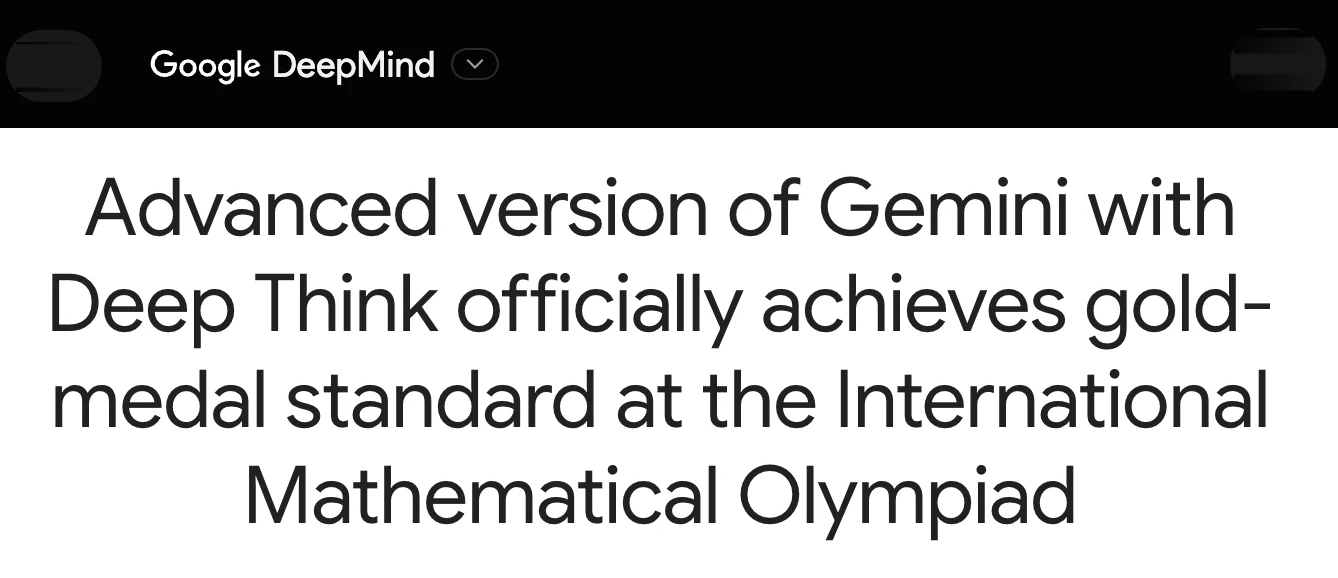 Google DeepMind
Advanced version of Gemini with
Deep Think officially achieves gold-
medal standard at the International
Mathematical Olympiad